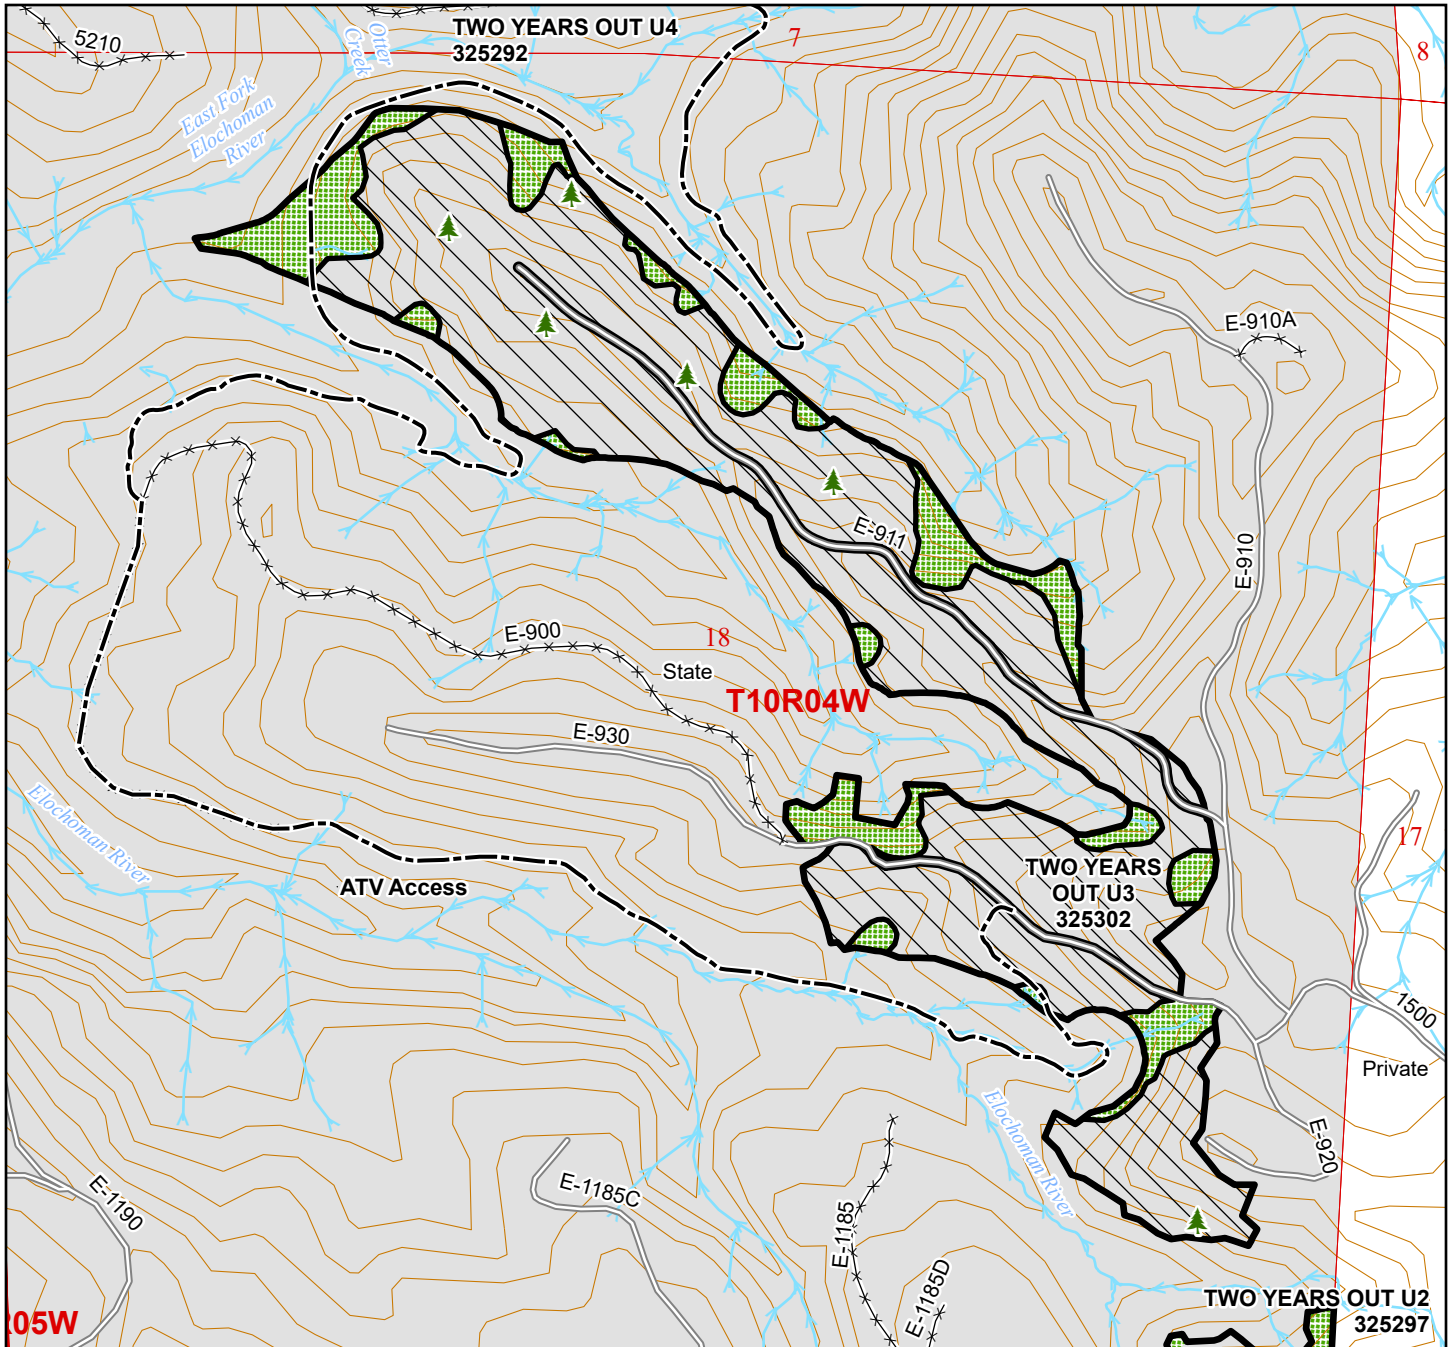 5210
Otter
Creek
TWO YEARS OUT U4
325292
7
8
East Fork
Elochoman
River
E-910A
E-911
E-910
E-900
18
State
T10R04W
E-930
Elochoman River
17
ATV Access
TWO YEARS
OUT U3
325302
1500
Private
Elochoman River
E-920
E-1190
E-1185C
E-1185
E-1185D
TWO YEARS OUT U2
325297
R05W